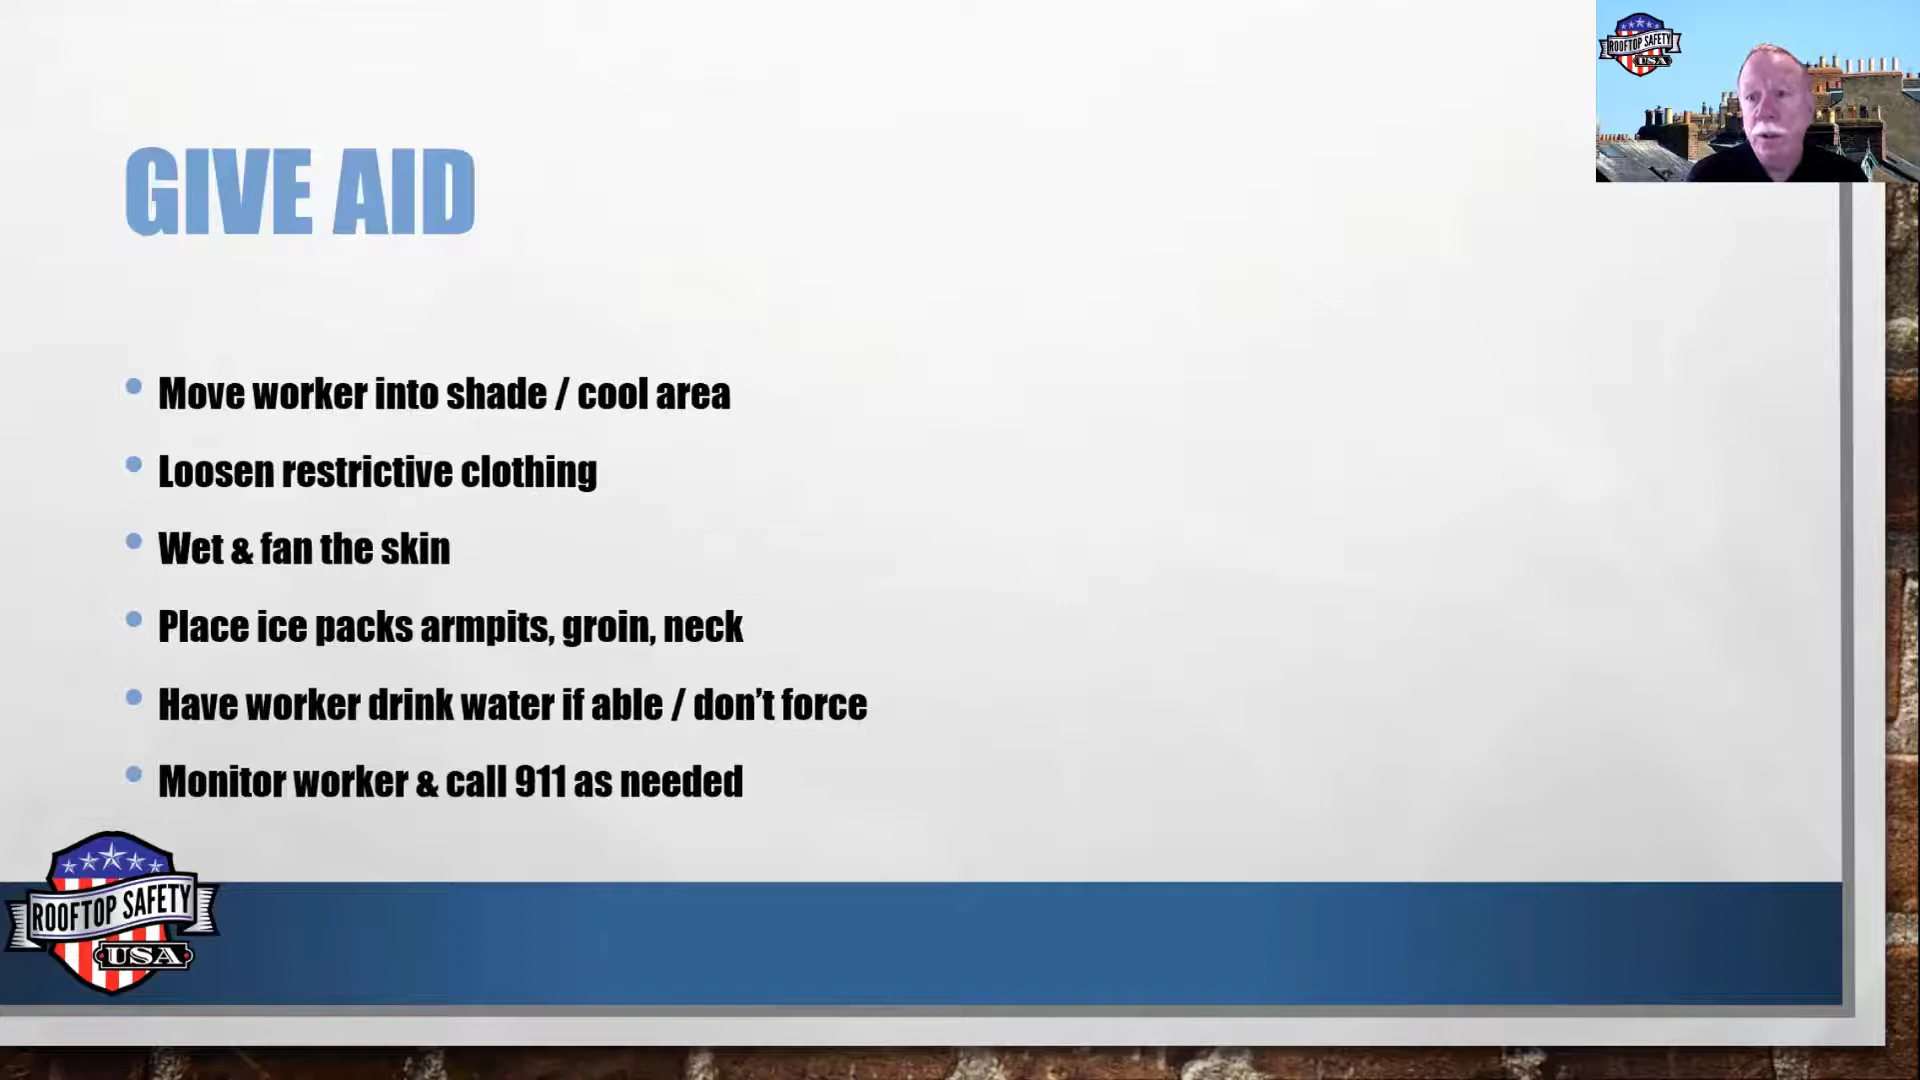 ROOFTOP SAFETY
USA
GIVE AID
• Move worker into shade / cool area
• Loosen restrictive clothing
• Wet & fan the skin
• Place ice packs armpits, groin, neck
• Have worker drink water if able / don’t force
• Monitor worker & call 911 as needed
ROOFTOP SAFETY
USA